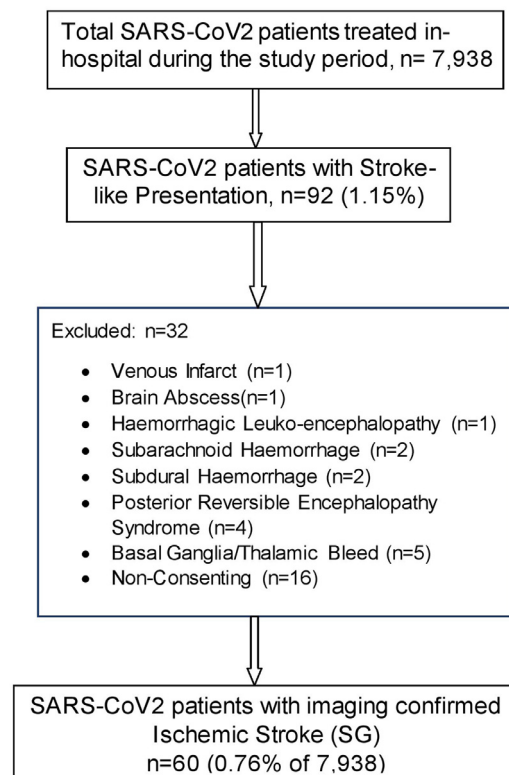 Total SARS-CoV2 patients treated in-
hospital during the study period, n= 7,938
SARS-CoV2 patients with Stroke-
like Presentation, n=92 (1.15%)
Excluded: n=32
• Venous Infarct (n=1)
• Brain Abscess(n=1)
• Haemorrhagic Leuko-encephalopathy (n=1)
• Subarachnoid Haemorrhage (n=2)
• Subdural Haemorrhage (n=2)
• Posterior Reversible Encephalopathy
Syndrome (n=4)
• Basal Ganglia/Thalamic Bleed (n=5)
• Non-Consenting (n=16)
SARS-CoV2 patients with imaging confirmed
Ischemic Stroke (SG)
n=60 (0.76% of 7,938)